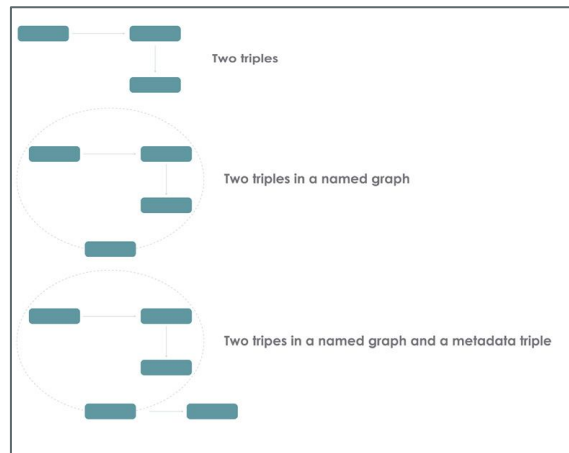 Two triples
Two triples in a named graph
Two tripes in a named graph and a metadata triple